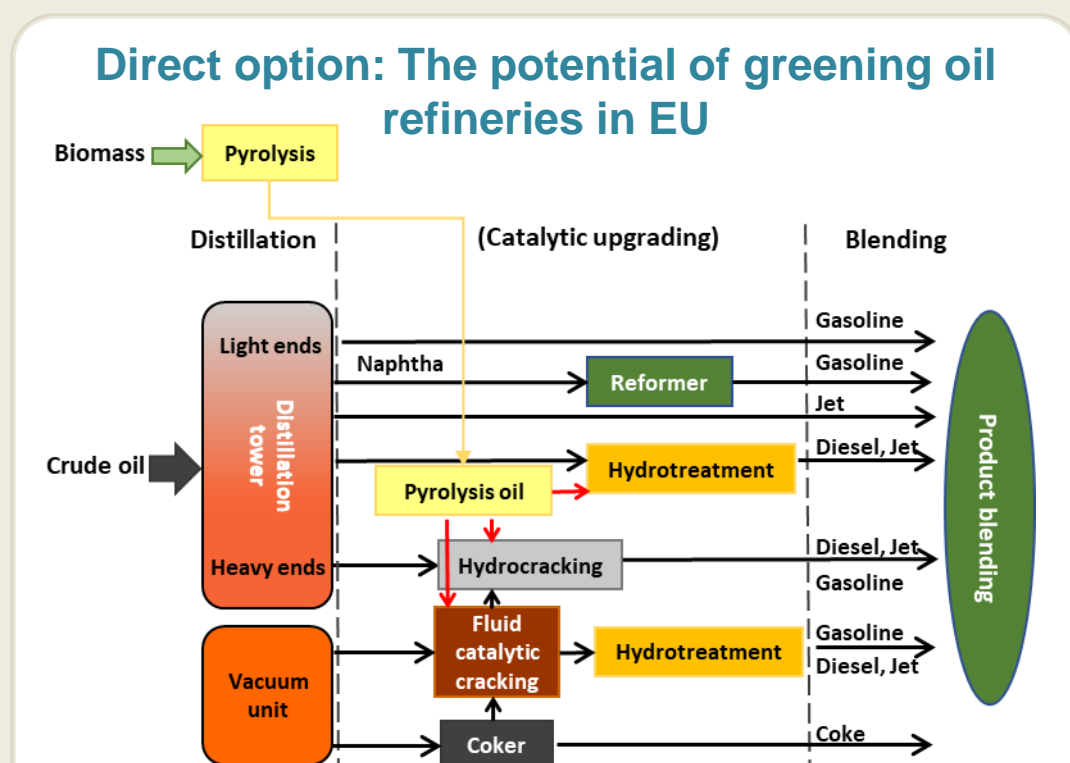 Direct option: The potential of greening oil
refineries in EU
Biomass
Pyrolysis
Distillation
(Catalytic upgrading)
Blending
Light ends
Distillation
tower
Heavy ends
Crude oil
Naphtha
Reformer
Gasoline
Gasoline
Jet
Hydrotreatment
Diesel, Jet
Pyrolysis oil
Hydrocracking
Diesel, Jet
Gasoline
Fluid
catalytic
cracking
Hydrotreatment
Gasoline
Diesel, Jet
Vacuum
unit
Coker
Coke
Product blending